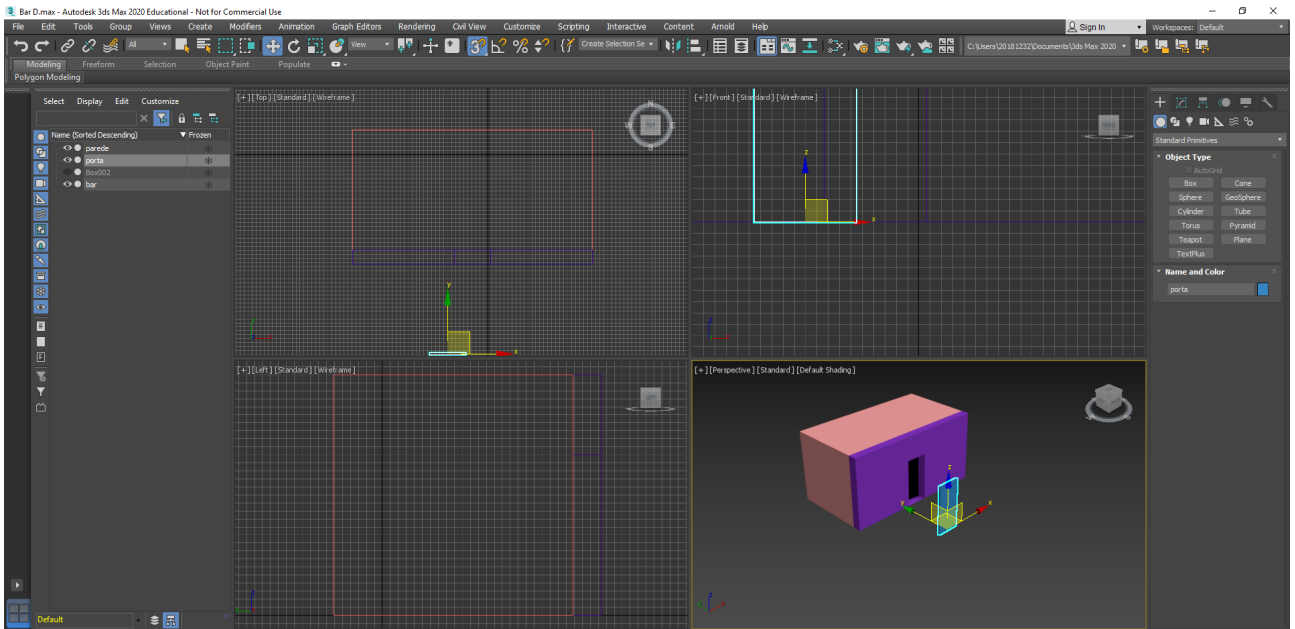 Bar D.max - Autodesk 3ds Max 2020 Educational - Not for Commercial Use
File Edit Tools Group Views Create Modifiers Animation Graph Editors Rendering Civil View Customize Scripting Interactive Content Arnold Help Sign In Workspaces: Default
All View 3 Create Selection Se C:\Users\20181232\Documents\3ds Max 2020
Modeling Freeform Selection Object Paint Populate
Polygon Modeling
Select Display Edit Customize
Name (Sorted Descending) Frozen
parede
porta
Box002
bar
Default
[+] [Top] [Standard] [Wireframe]
N
W TOP E
S
y
x
[+] [Front] [Standard] [Wireframe]
FRONT
z
x
[+] [Left] [Standard] [Wireframe]
LEFT
[+] [Perspective] [Standard] [Default Shading]
z
y x
Standard Primitives
Object Type
AutoGrid
Box Cone
Sphere GeoSphere
Cylinder Tube
Torus Pyramid
Teapot Plane
TextPlus
Name and Color
porta